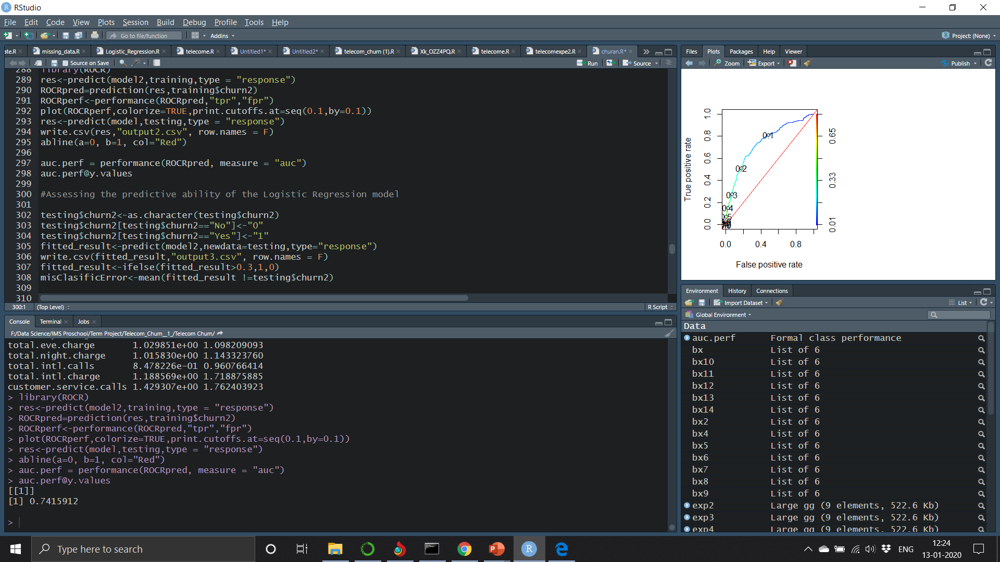 RStudio
File Edit Code View Plots Session Build Debug Profile Tools Help
Go to file/function Addins Project: (None)
ate.R missing_data.R Logistic_Regression.R telecome.R Untitled1* Untitled2* telecom_churn (1).R Xk_OZZ4PQ.R telecome.R telecomexpe2.R churan.R*
Source on Save Run Source
288 library(ROCR)
289 res<-predict(model2,training,type = "response")
290 ROCRpred=prediction(res,training$churn2)
291 ROCRperf<-performance(ROCRpred,"tpr","fpr")
292 plot(ROCRperf,colorize=TRUE,print.cutoffs.at=seq(0.1,by=0.1))
293 res<-predict(model,testing,type = "response")
294 write.csv(res,"output2.csv", row.names = F)
295 abline(a=0, b=1, col="Red")
296
297 auc.perf = performance(ROCRpred, measure = "auc")
298 auc.perf@y.values
299
300 #Assessing the predictive ability of the Logistic Regression model
301
302 testing$churn2<-as.character(testing$churn2)
303 testing$churn2[testing$churn2=="No"]<-"0"
304 testing$churn2[testing$churn2=="Yes"]<-"1"
305 fitted_result<-predict(model2,newdata=testing,type="response")
306 write.csv(fitted_result,"output3.csv", row.names = F)
307 fitted_result<-ifelse(fitted_result>0.3,1,0)
308 misClasificError<-mean(fitted_result !=testing$churn2)
309
310
300:1 (Top Level) R Script
Console Terminal Jobs
F:/Data Science/IMS Proschool/Term Project/Telecom_Churn__1_/Telecom Churn/
total.eve.charge 1.029851e+00 1.098209093
total.night.charge 1.015830e+00 1.143323760
total.intl.calls 8.478226e-01 0.960766414
total.intl.charge 1.188569e+00 1.718875885
customer.service.calls 1.429307e+00 1.762403923
> library(ROCR)
> res<-predict(model2,training,type = "response")
> ROCRpred=prediction(res,training$churn2)
> ROCRperf<-performance(ROCRpred,"tpr","fpr")
> plot(ROCRperf,colorize=TRUE,print.cutoffs.at=seq(0.1,by=0.1))
> res<-predict(model,testing,type = "response")
> abline(a=0, b=1, col="Red")
> auc.perf = performance(ROCRpred, measure = "auc")
> auc.perf@y.values
[[1]]
[1] 0.7415912
>
Files Plots Packages Help Viewer
Zoom Export Publish
True positive rate
1.0
0.8
0.6
0.4
0.2
0.0
0.1
0.2
0.3
0.4
0.65
0.33
0.01
0.0 0.4 0.8
False positive rate
Environment History Connections
Import Dataset List
Global Environment
Data
auc.perf Formal class performance
bx List of 6
bx10 List of 6
bx11 List of 6
bx12 List of 6
bx13 List of 6
bx14 List of 6
bx2 List of 6
bx4 List of 6
bx5 List of 6
bx6 List of 6
bx7 List of 6
bx8 List of 6
bx9 List of 6
exp2 Large gg (9 elements, 522.6 Kb)
exp3 Large gg (9 elements, 522.6 Kb)
exp4 Large gg (9 elements, 522.6 Kb)
Type here to search
ENG
12:24
13-01-2020